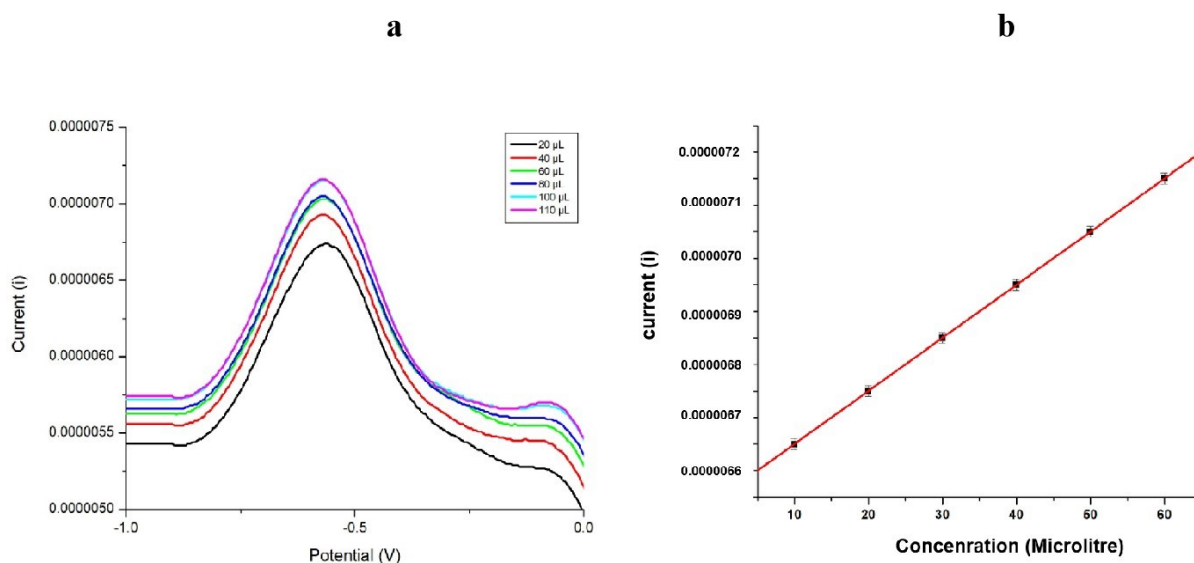 a
0.0000075
0.0000070
0.0000065
0.0000060
0.0000055
0.0000050
Current (i)
-1.0
-0.5
0.0
Potential (V)
20 µL
40 µL
60 µL
80 µL
100 µL
110 µL
b
0.0000072
0.0000071
0.0000070
0.0000069
0.0000068
0.0000067
0.0000066
current (i)
10
20
30
40
50
60
Concenration (Microlitre)